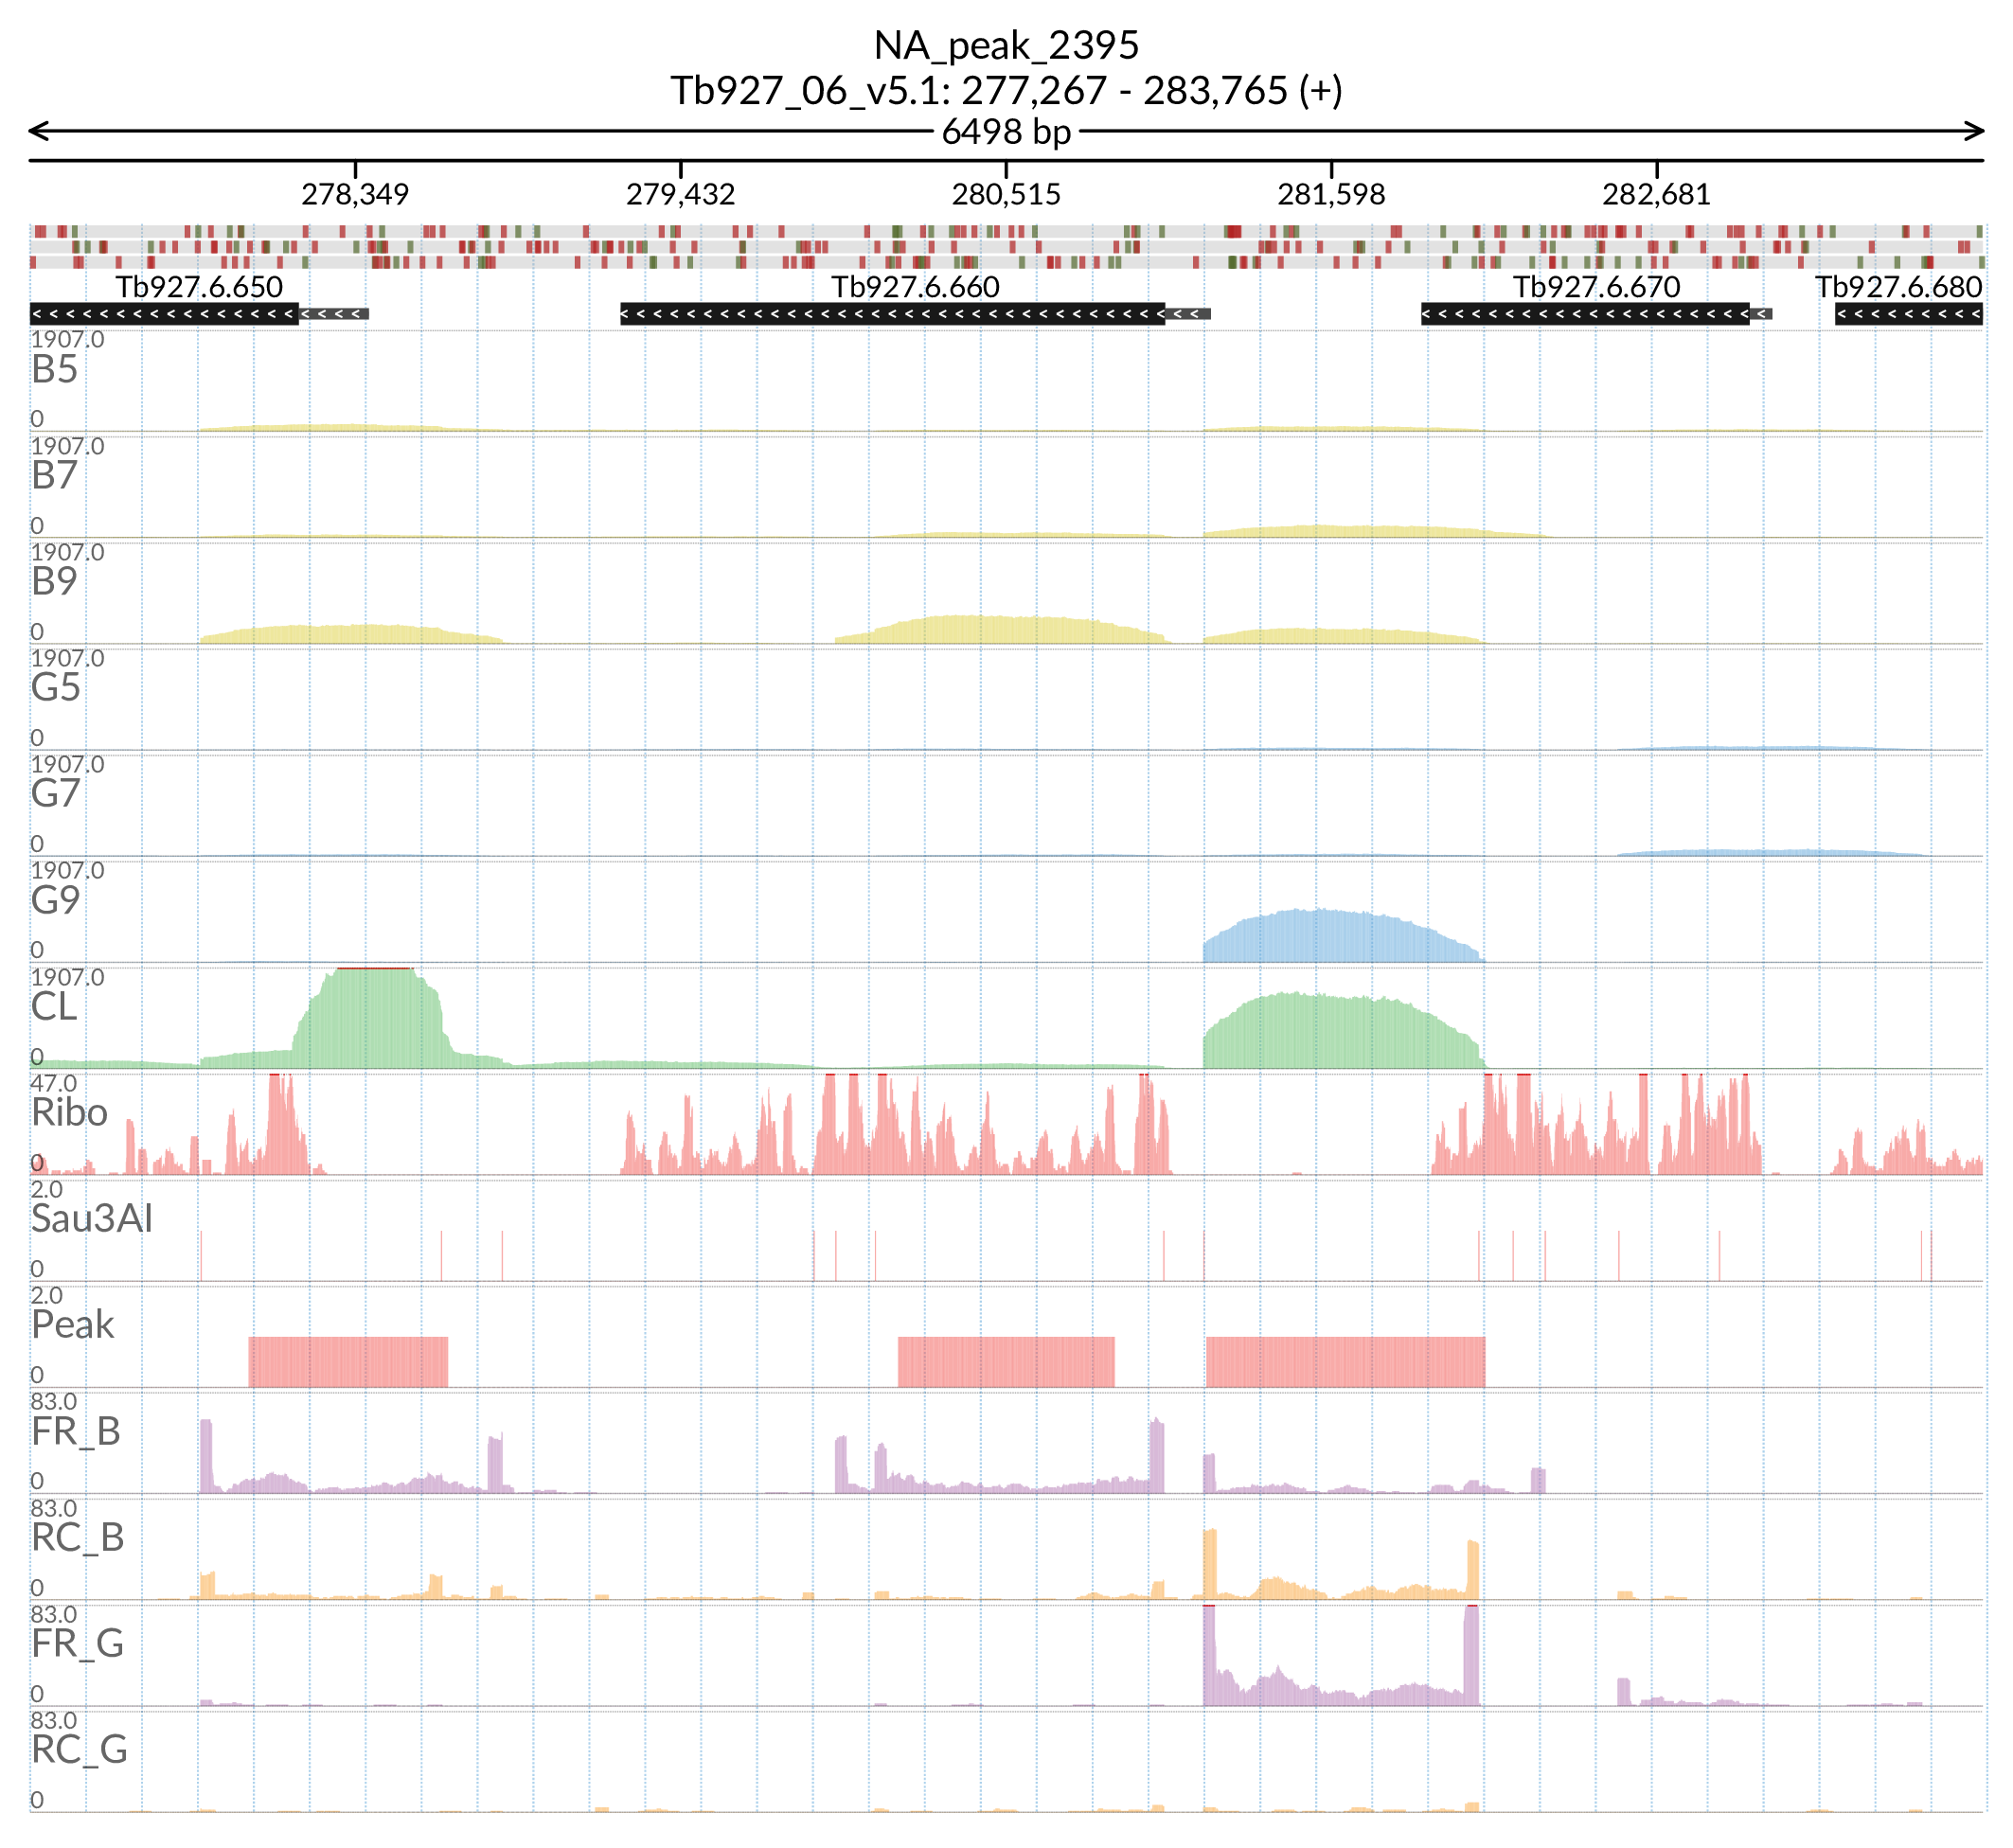 NA_peak_2395
Tb927_06_v5.1: 277,267 - 283,765 (+)
6498 bp
278,349 279,432 280,515 281,598 282,681
Tb927.6.650 Tb927.6.660 Tb927.6.670 Tb927.6.680
1907.0
B5
0
1907.0
B7
0
1907.0
B9
0
1907.0
G5
0
1907.0
G7
0
1907.0
G9
0
1907.0
CL
0
47.0
Ribo
0
2.0
Sau3AI
0
2.0
Peak
0
83.0
FR_B
0
83.0
RC_B
0
83.0
FR_G
0
83.0
RC_G
0